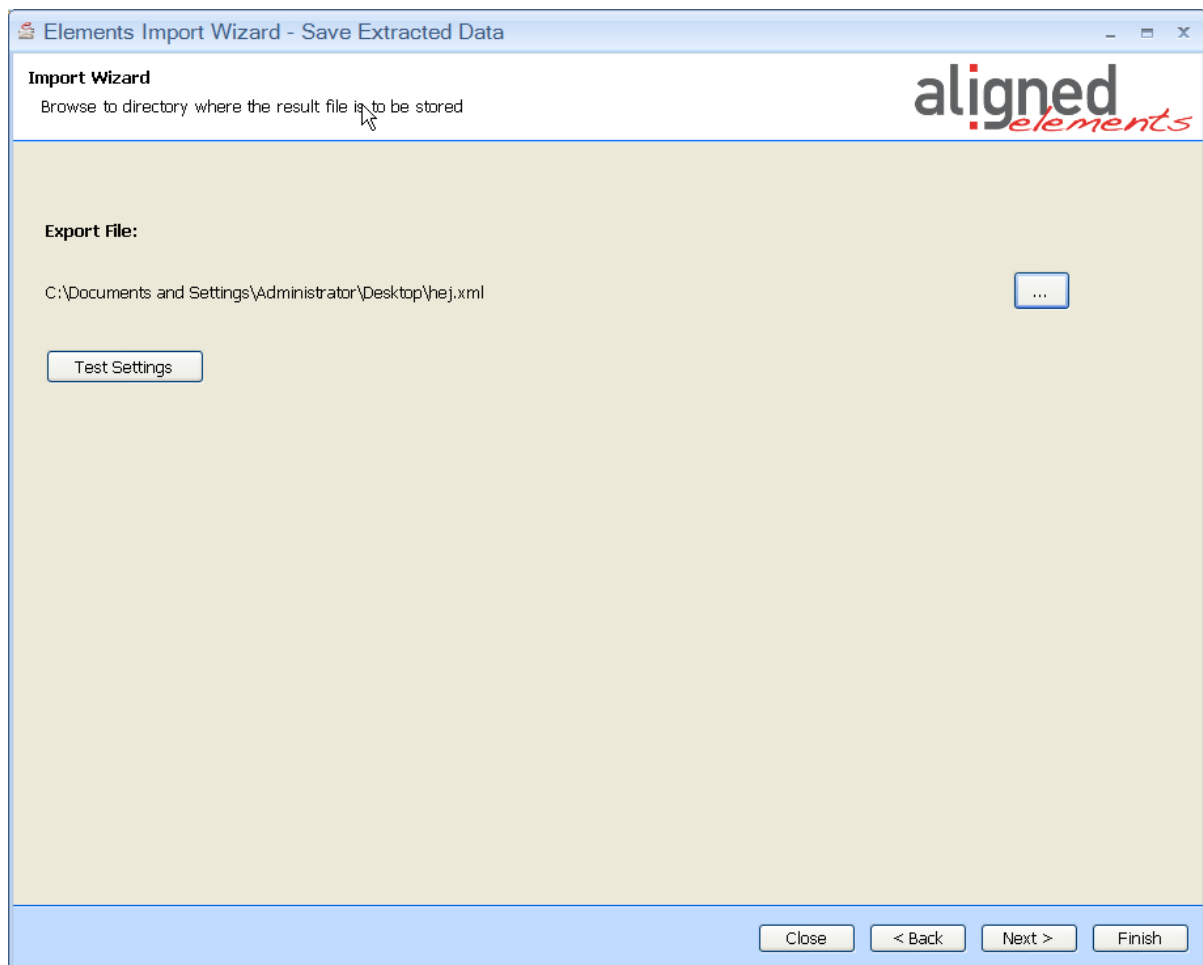 Elements Import Wizard - Save Extracted Data
Import Wizard
Browse to directory where the result file is to be stored
aligned
elements
Export File:
C:\Documents and Settings\Administrator\Desktop\hej.xml
...
Test Settings
Close
< Back
Next >
Finish